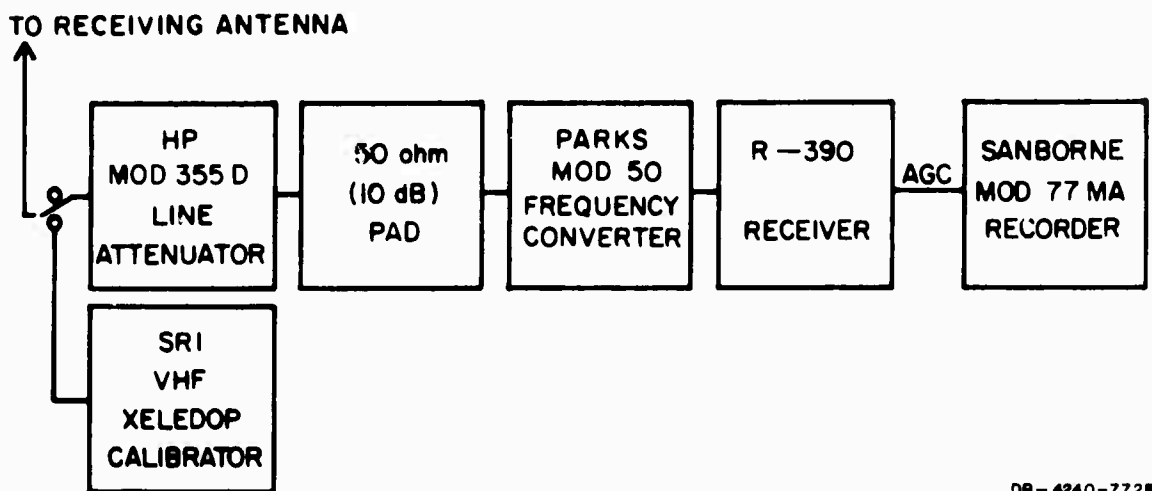 TO RECEIVING ANTENNA
HP
MOD 355 D
LINE
ATTENUATOR
50 ohm
(10 dB)
PAD
PARKS
MOD 50
FREQUENCY
CONVERTER
R-390
RECEIVER
AGC
SANBORNE
MOD 77 MA
RECORDER
SRI
VHF
XELEDOP
CALIBRATOR